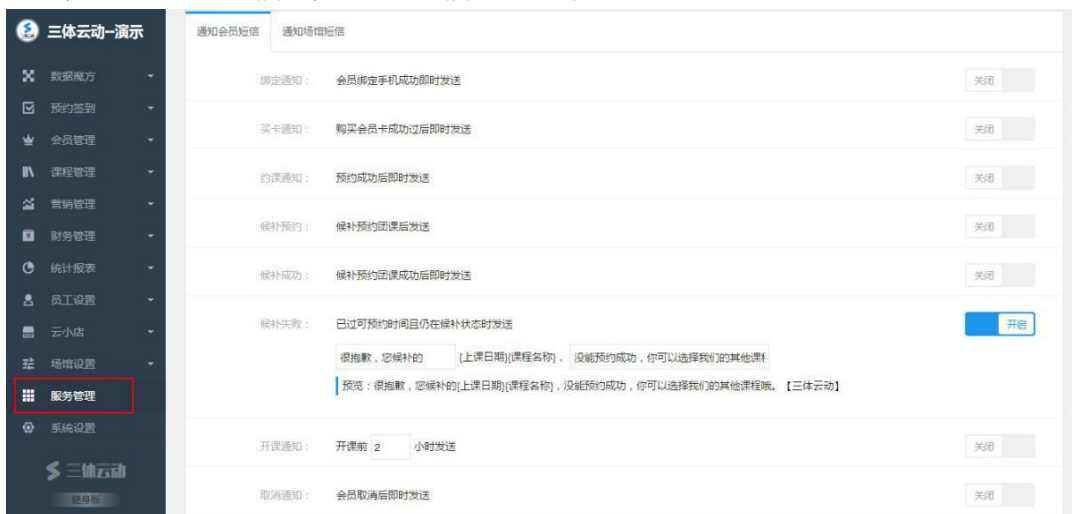 三体云动-演示
数据魔方
预约签到
会员管理
课程管理
营销管理
财务管理
统计报表
员工设置
云小店
场馆设置
服务管理
系统设置
三体云动
健身版
通知会员短信 通知场馆短信
绑定通知： 会员绑定手机成功即时发送 关闭
买卡通知： 购买会员卡成功过后即时发送 关闭
约课通知： 预约成功后即时发送 关闭
候补预约： 候补预约团课后发送 关闭
候补成功： 候补预约团课成功后即时发送 关闭
候补失败： 已过可预约时间且仍在候补状态时发送 开启
很抱歉，您候补的 {上课日期}{课程名称}， 没能预约成功，你可以选择我们的其他课
预览：很抱歉，您候补的{上课日期}{课程名称}，没能预约成功，你可以选择我们的其他课程哦。【三体云动】
开课通知： 开课前 2 小时发送 关闭
取消通知： 会员取消后即时发送 关闭